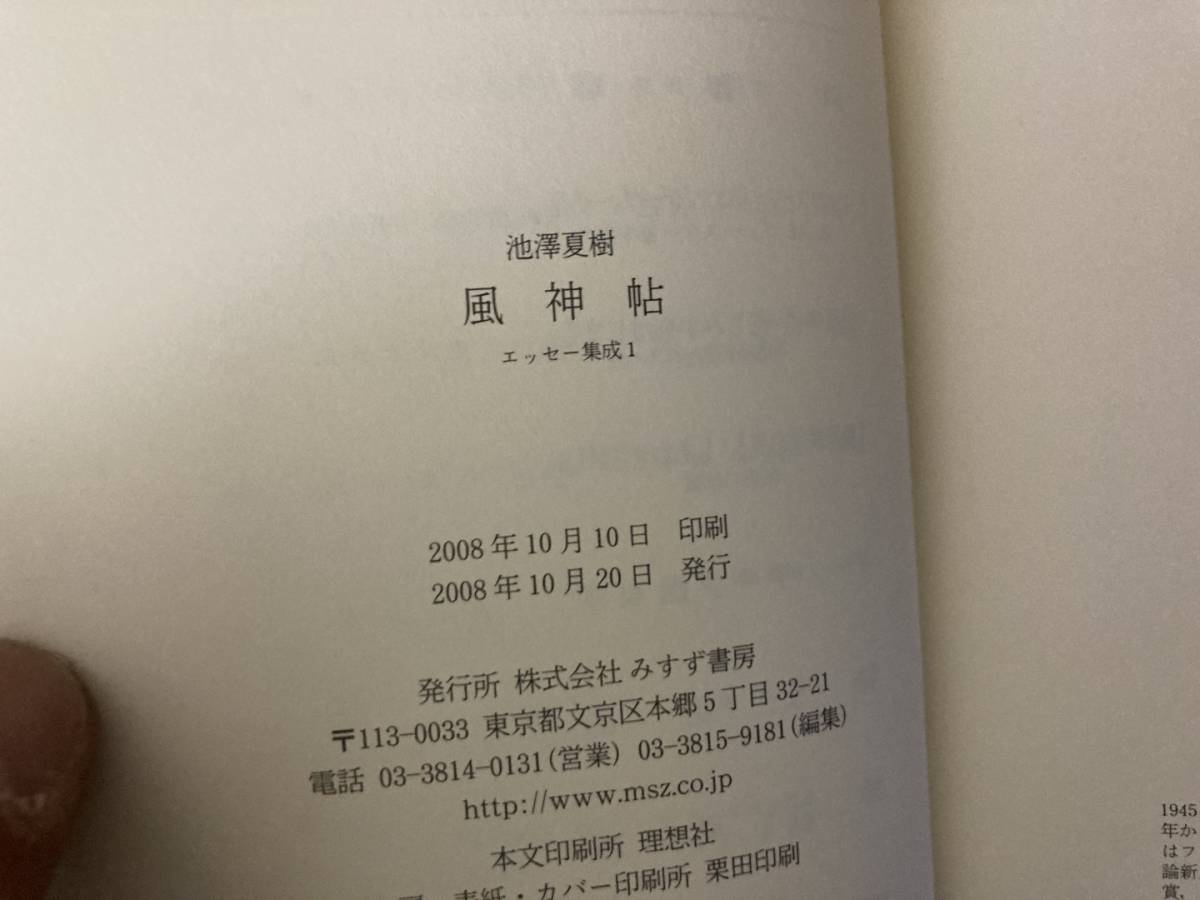 池澤夏樹
風神帖
エッセー集成1
2008年10月10日 印刷
2008年10月20日 発行
発行所 株式会社 みすず書房
〒113-0033 東京都文京区本郷5丁目32-21
電話 03-3814-0131(営業) 03-3815-9181(編集)
http://www.msz.co.jp
本文印刷所 理想社
表紙・カバー印刷所 栗田印刷
1945
年か
はフ
論新
賞，